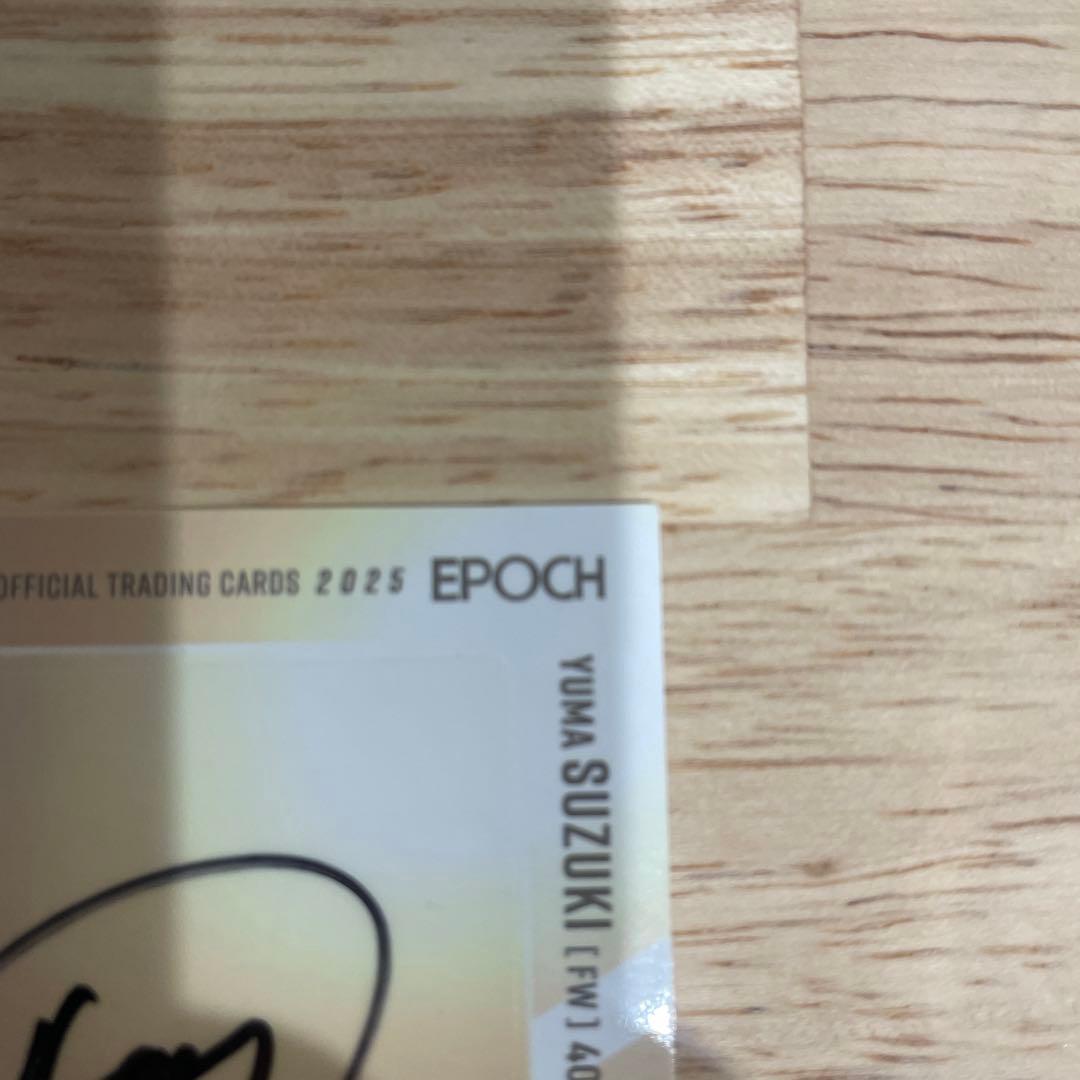 OFFICIAL TRADING CARDS 2025 EPOCH
YUMA SUZUKI [FW] 40